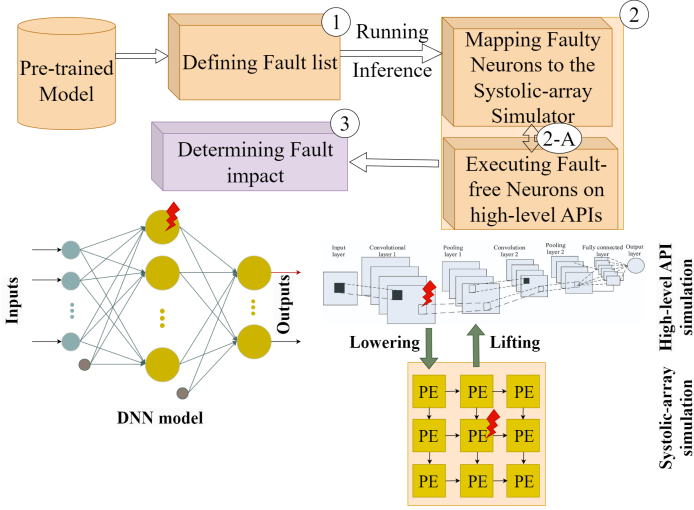 1
2
Pre-trained
Model
Defining Fault list
Running
Inference
Mapping Faulty
Neurons to the
Systolic-array
Simulator
2-A
3
Determining Fault
impact
Executing Fault-
free Neurons on
high-level APIs
Inputs
Outputs
DNN model
Input
layer
Convolutional
layer 1
Pooling
layer 1
Convolution
layer 2
Pooling
layer 2
Fully connected
layer
Output
layer
High-level API
simulation
Lowering
Lifting
PE PE PE
PE PE PE
PE PE PE
Systolic-array
simulation